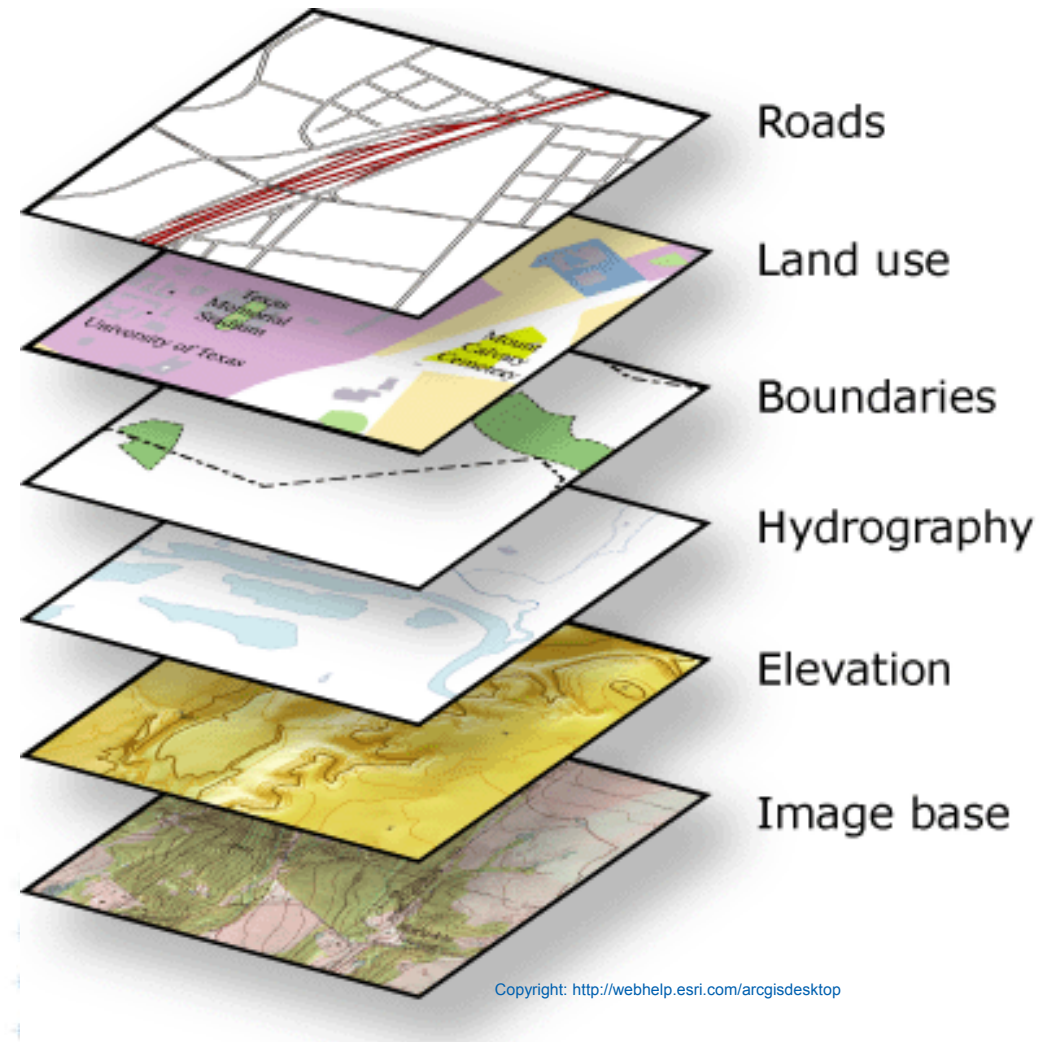 Roads
Land use
Texas
Memorial
Stadium
University of Texas
Mount
Calvary
Cemetery
Boundaries
Hydrography
Elevation
Image base
Copyright: http://webhelp.esri.com/arcgisdesktop